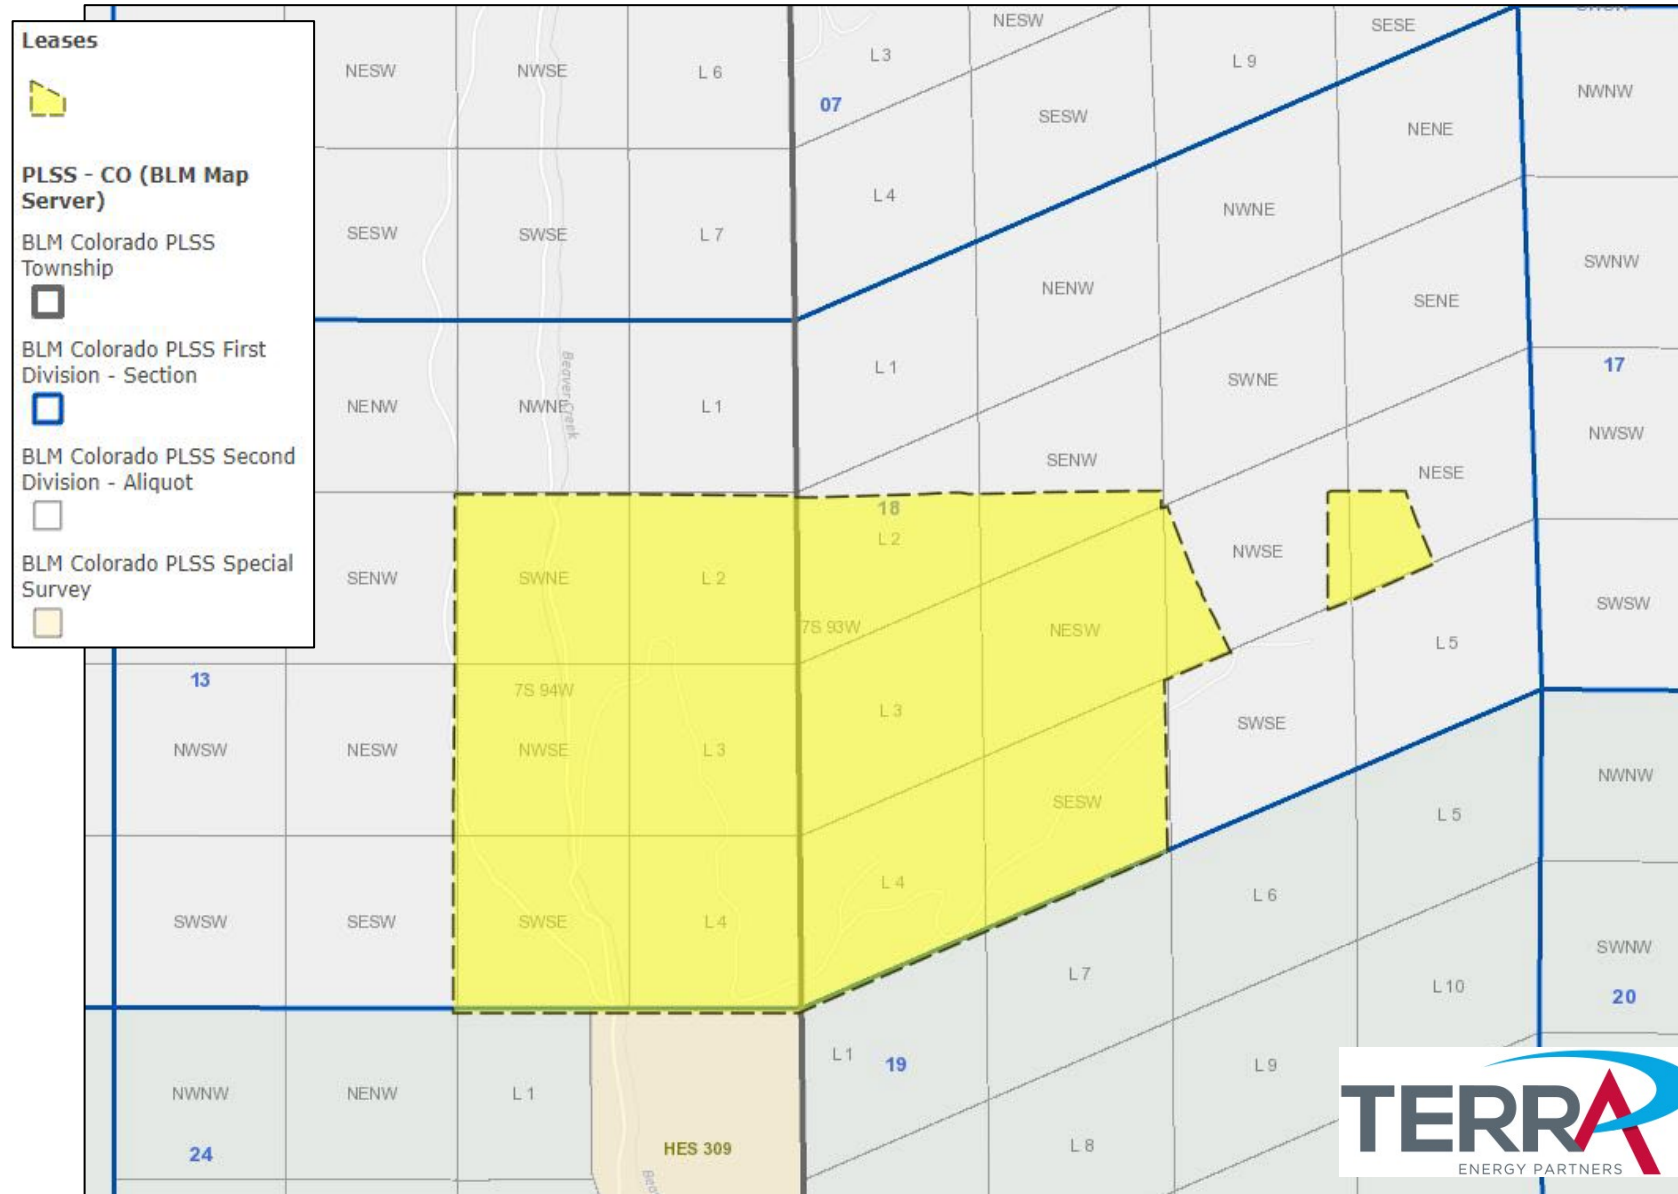 Leases
PLSS - CO (BLM Map
Server)
BLM Colorado PLSS
Township
BLM Colorado PLSS First
Division - Section
BLM Colorado PLSS Second
Division - Aliquot
BLM Colorado PLSS Special
Survey
NESW
SESE
L 3
L 9
NESW
NWSE
L 6
NWNW
07
SESW
NENE
L 4
NWNE
SESW
SWSE
L 7
SWNW
NENW
SENE
L 1
17
SWNE
NENW
NWNE
L 1
Beaver Creek
NWSW
SENW
NESE
18
L 2
NWSE
SENW
SWNE
L 2
SWSW
7S 93W
NESW
L 5
13
7S 94W
L 3
SWSE
NWSW
NESW
NWSE
L 3
NWNW
SESW
L 5
L 4
L 6
SWSW
SESW
SWSE
L 4
SWNW
L 7
L 10
20
L 1
19
L 9
NWNW
NENW
L 1
HES 309
L 8
24
TERRA
ENERGY PARTNERS